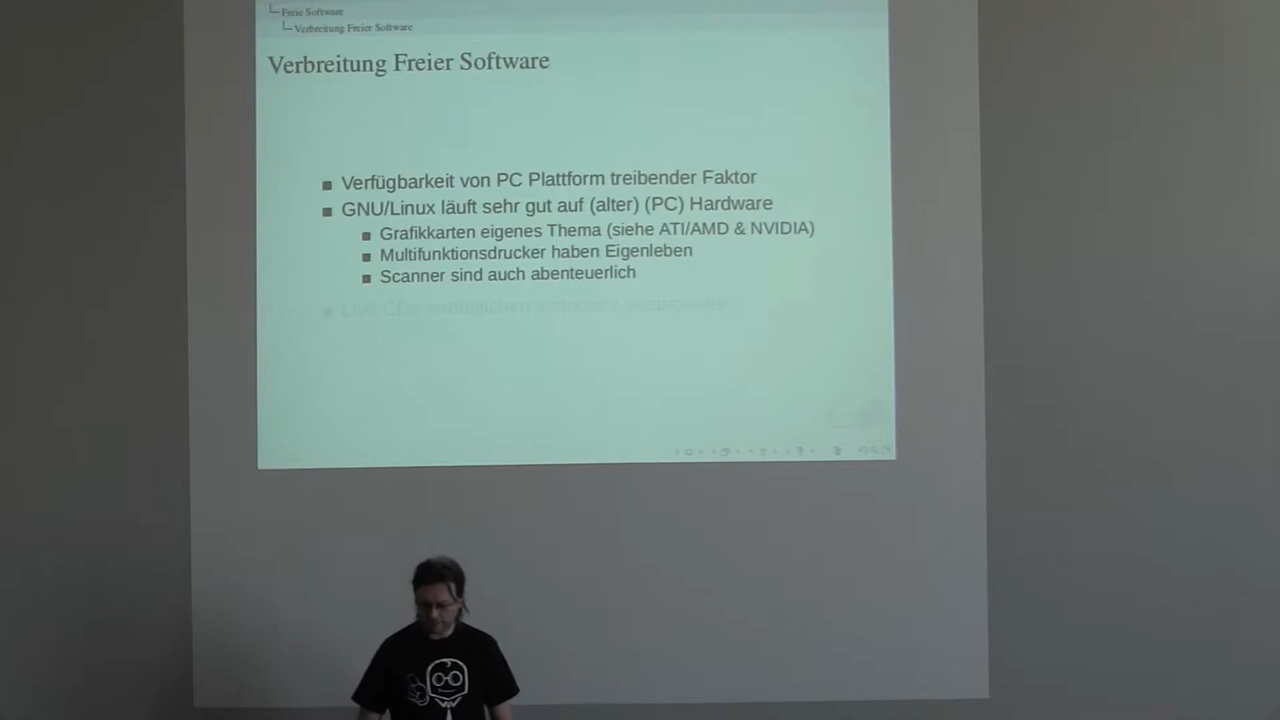 Freie Software
Verbreitung Freier Software
Verbreitung Freier Software
Verfügbarkeit von PC Plattform treibender Faktor
GNU/Linux läuft sehr gut auf (alter) (PC) Hardware
Grafikkarten eigenes Thema (siehe ATI/AMD & NVIDIA)
Multifunktionsdrucker haben Eigenleben
Scanner sind auch abenteuerlich